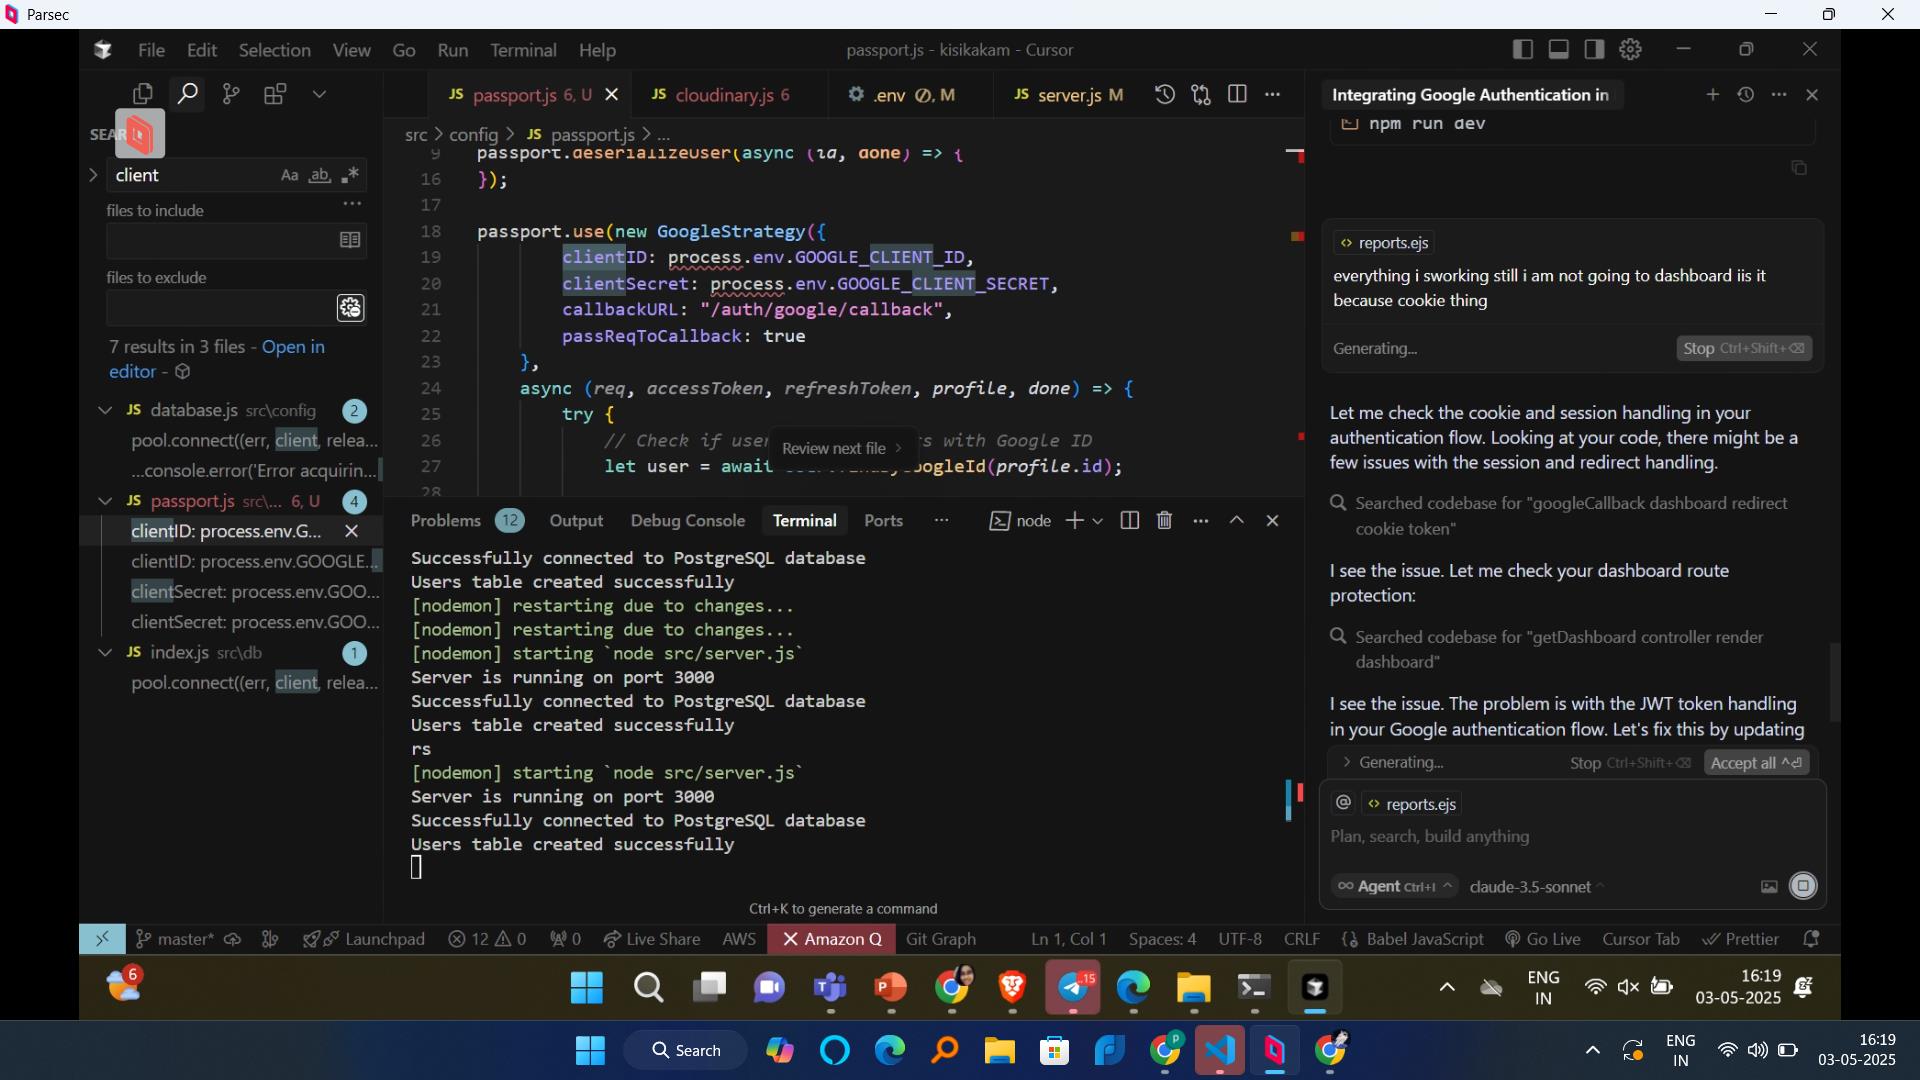 Parsec
File Edit Selection View Go Run Terminal Help
passport.js - kisikakam - Cursor
JS passport.js 6, U
JS cloudinary.js 6
.env M
JS server.js M
SEAR
client
Aa ab
files to include
files to exclude
7 results in 3 files - Open in
editor -
JS database.js src\config 2
pool.connect((err, client, relea...
...console.error('Error acquirin...
JS passport.js src\... 6, U 4
clientID: process.env.G...
clientID: process.env.GOOGLE...
clientSecret: process.env.GOO...
clientSecret: process.env.GOO...
JS index.js src\db 1
pool.connect((err, client, relea...
src > config > JS passport.js > ...
9 passport.deserializeUser(async (id, done) => {
16 });
17
18 passport.use(new GoogleStrategy({
19 clientID: process.env.GOOGLE_CLIENT_ID,
20 clientSecret: process.env.GOOGLE_CLIENT_SECRET,
21 callbackURL: "/auth/google/callback",
22 passReqToCallback: true
23 },
24 async (req, accessToken, refreshToken, profile, done) => {
25 try {
26 // Check if user s with Google ID
27 let user = await oogleId(profile.id);
28
Review next file >
Problems 12 Output Debug Console Terminal Ports ... node
Successfully connected to PostgreSQL database
Users table created successfully
[nodemon] restarting due to changes...
[nodemon] restarting due to changes...
[nodemon] starting `node src/server.js`
Server is running on port 3000
Successfully connected to PostgreSQL database
Users table created successfully
rs
[nodemon] starting `node src/server.js`
Server is running on port 3000
Successfully connected to PostgreSQL database
Users table created successfully
Ctrl+K to generate a command
Integrating Google Authentication in
npm run dev
reports.ejs
everything i sworking still i am not going to dashboard iis it
because cookie thing
Generating... Stop Ctrl+Shift+⌫
Let me check the cookie and session handling in your
authentication flow. Looking at your code, there might be a
few issues with the session and redirect handling.
Searched codebase for "googleCallback dashboard redirect
cookie token"
I see the issue. Let me check your dashboard route
protection:
Searched codebase for "getDashboard controller render
dashboard"
I see the issue. The problem is with the JWT token handling
in your Google authentication flow. Let's fix this by updating
> Generating... Stop Ctrl+Shift+⌫ Accept all ^⏎
@ reports.ejs
Plan, search, build anything
∞ Agent Ctrl+I ^ claude-3.5-sonnet ^
master* Launchpad 12 0 0 Live Share AWS Amazon Q Git Graph Ln 1, Col 1 Spaces: 4 UTF-8 CRLF {} Babel JavaScript Go Live Cursor Tab Prettier
6
15
ENG
IN
16:19
03-05-2025
Search
ENG
IN
16:19
03-05-2025